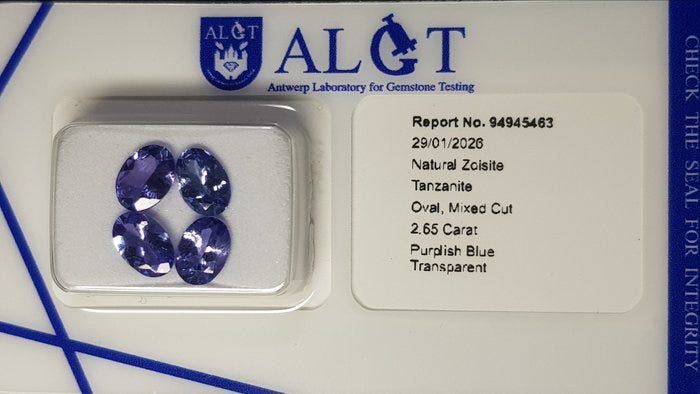 ALGT
ALGT
Antwerp Laboratory for Gemstone Testing
Report No. 94945463
29/01/2026
Natural Zoisite
Tanzanite
Oval, Mixed Cut
2.65 Carat
Purplish Blue
Transparent
CHECK THE SEAL FOR INTEGRITY